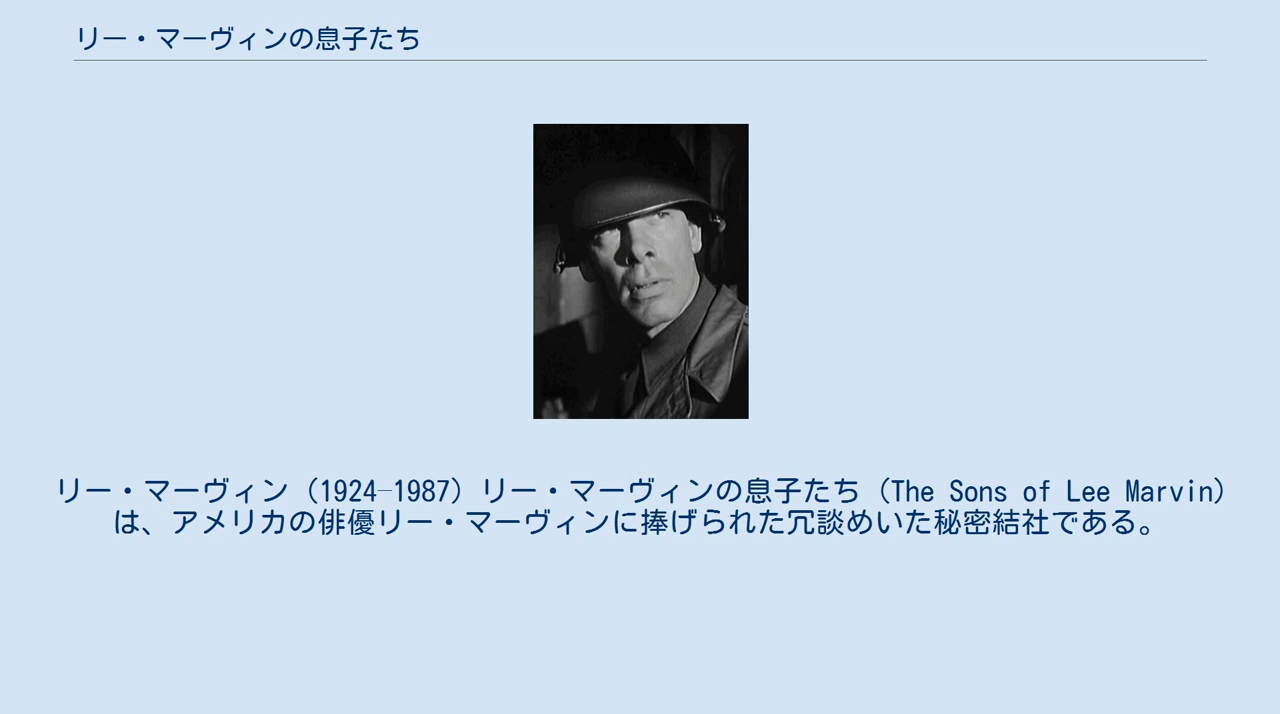 リー・マーヴィンの息子たち
リー・マーヴィン（1924–1987）リー・マーヴィンの息子たち（The Sons of Lee Marvin）
は、アメリカの俳優リー・マーヴィンに捧げられた冗談めいた秘密結社である。